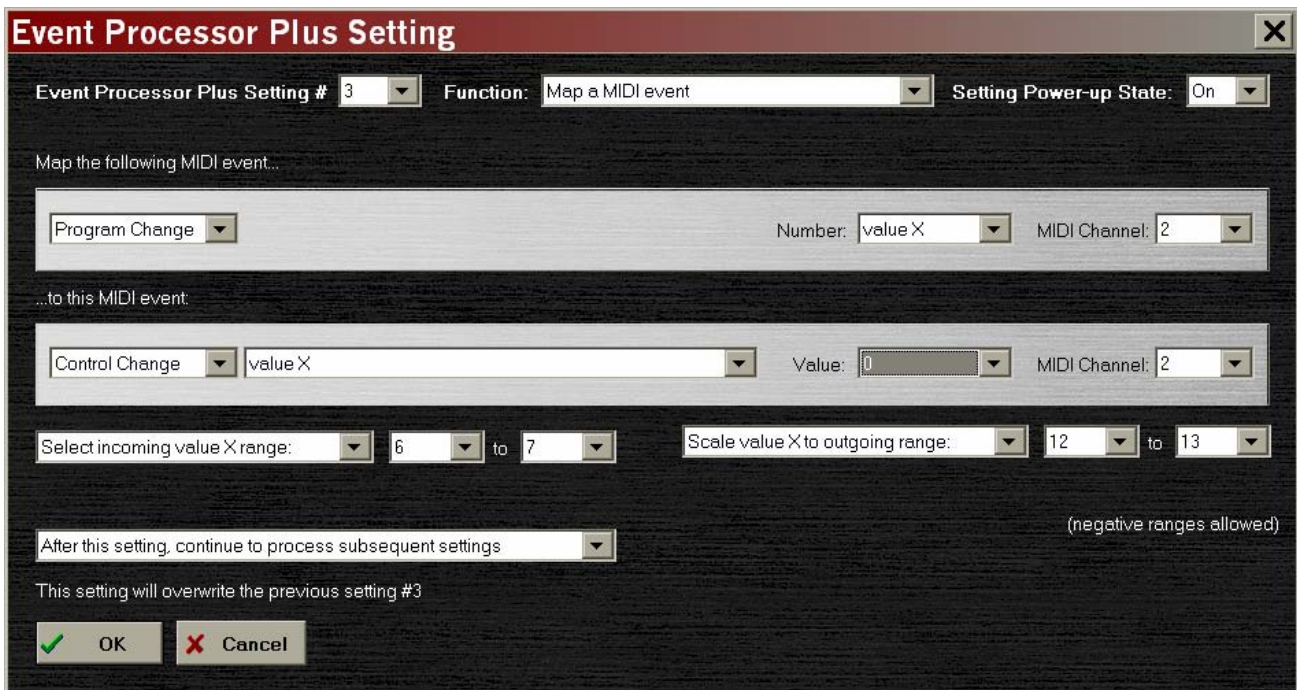 Event Processor Plus Setting
Event Processor Plus Setting # 3 Function: Map a MIDI event Setting Power-up State: On
Map the following MIDI event...
Program Change Number: value X MIDI Channel: 2
...to this MIDI event:
Control Change value X Value: 0 MIDI Channel: 2
Select incoming value X range: 6 to 7 Scale value X to outgoing range: 12 to 13
(negative ranges allowed)
After this setting, continue to process subsequent settings
This setting will overwrite the previous setting #3
OK Cancel